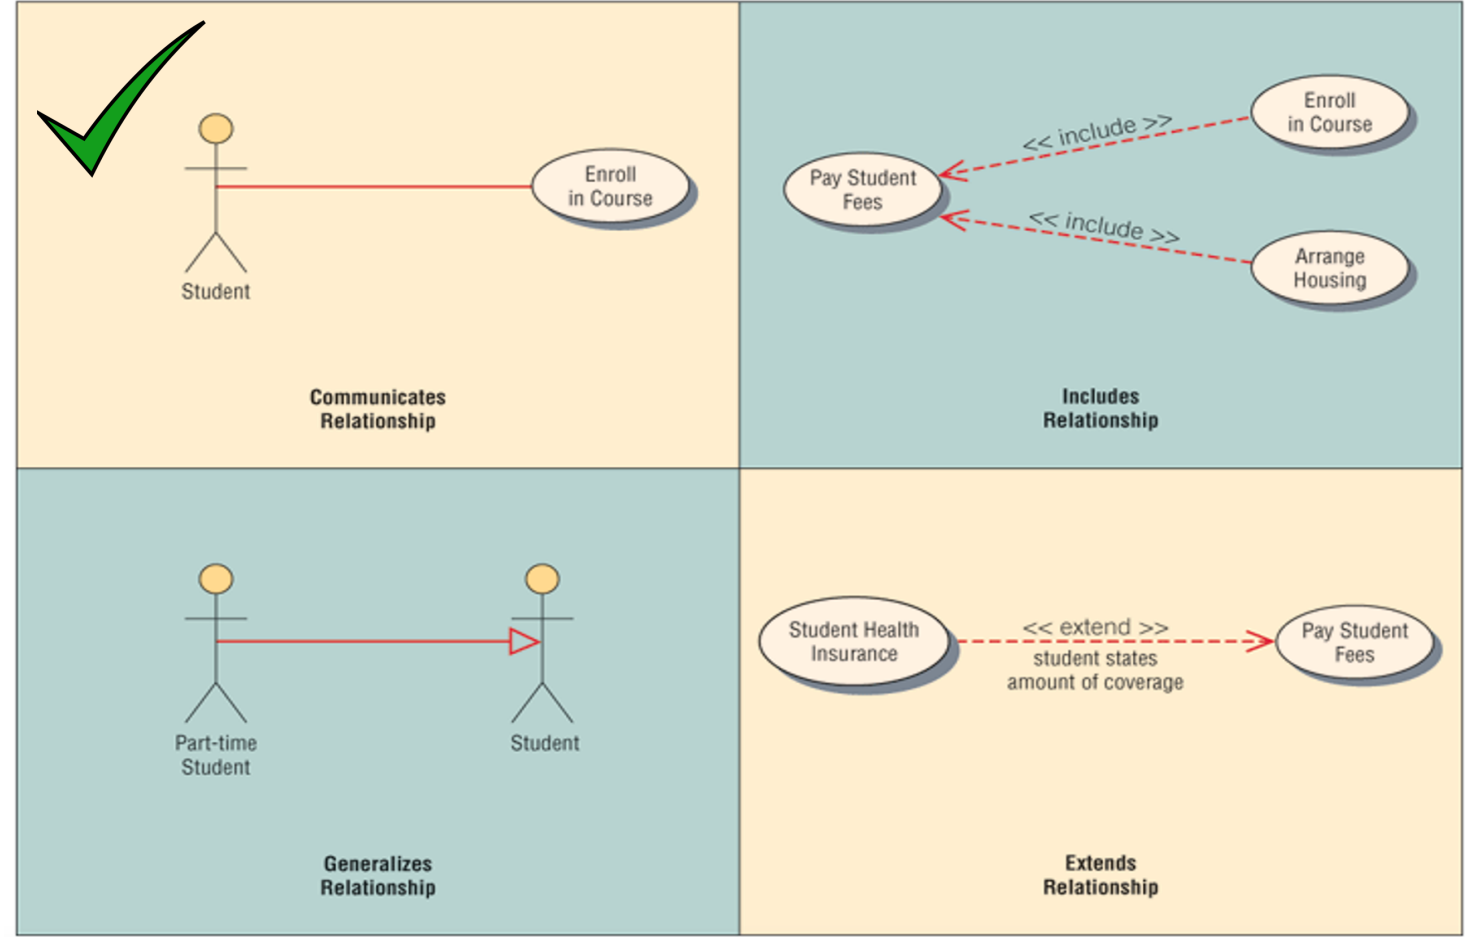 Student
Enroll
in Course
Communicates
Relationship
Pay Student
Fees
<< include >>
Enroll
in Course
<< include >>
Arrange
Housing
Includes
Relationship
Part-time
Student
Student
Generalizes
Relationship
Student Health
Insurance
<< extend >>
student states
amount of coverage
Pay Student
Fees
Extends
Relationship